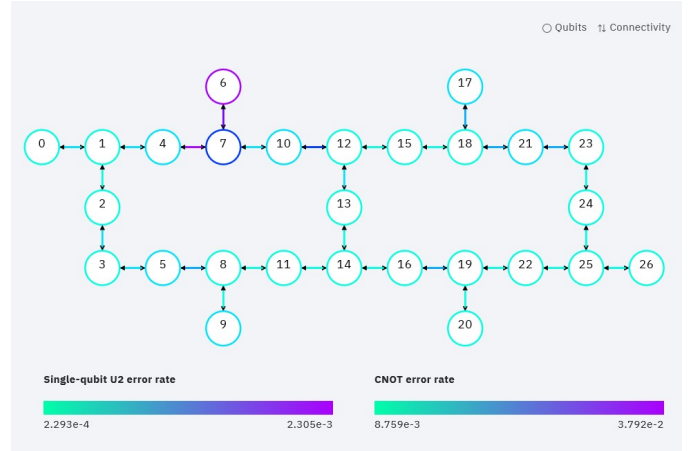 Qubits Connectivity
6 17
0 1 4 7 10 12 15 18 21 23
2 13 24
3 5 8 11 14 16 19 22 25 26
9 20
Single-qubit U2 error rate CNOT error rate
2.293e-4 2.305e-3 8.759e-3 3.792e-2